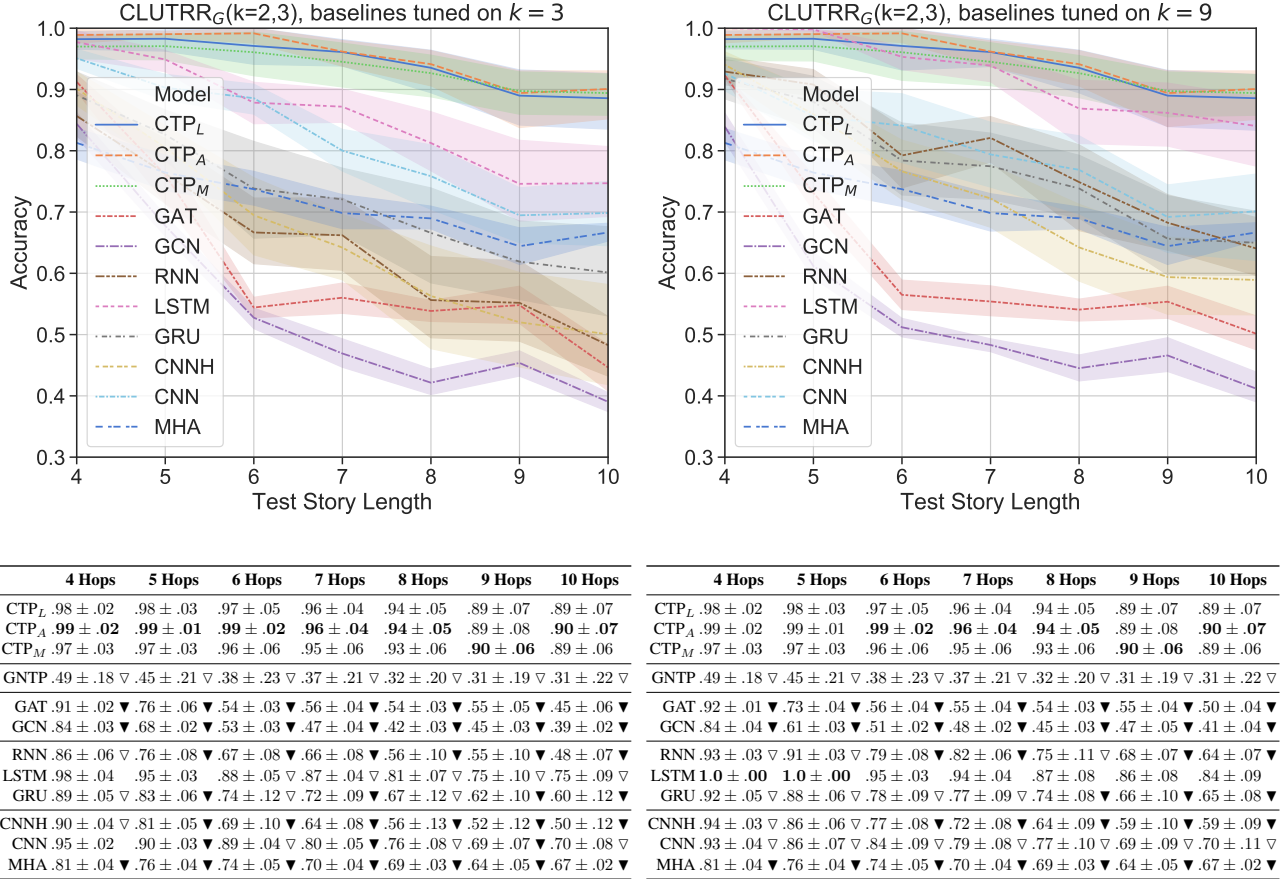 CLUTRR_G(k=2,3), baselines tuned on k = 3
1.0
0.9
0.8
0.7
0.6
0.5
0.4
0.3
Accuracy
Model
CTP_L
CTP_A
CTP_M
GAT
GCN
RNN
LSTM
GRU
CNNH
CNN
MHA
4 5 6 7 8 9 10
Test Story Length
CLUTRR_G(k=2,3), baselines tuned on k = 9
1.0
0.9
0.8
0.7
0.6
0.5
0.4
0.3
Accuracy
Model
CTP_L
CTP_A
CTP_M
GAT
GCN
RNN
LSTM
GRU
CNNH
CNN
MHA
4 5 6 7 8 9 10
Test Story Length
4 Hops 5 Hops 6 Hops 7 Hops 8 Hops 9 Hops 10 Hops
CTP_L .98 ± .02 .98 ± .03 .97 ± .05 .96 ± .04 .94 ± .05 .89 ± .07 .89 ± .07
CTP_A .99 ± .02 .99 ± .01 .99 ± .02 .96 ± .04 .94 ± .05 .89 ± .08 .90 ± .07
CTP_M .97 ± .03 .97 ± .03 .96 ± .06 .95 ± .06 .93 ± .06 .90 ± .06 .89 ± .06
GNTP .49 ± .18 ▽ .45 ± .21 ▽ .38 ± .23 ▽ .37 ± .21 ▽ .32 ± .20 ▽ .31 ± .19 ▽ .31 ± .22 ▽
GAT .91 ± .02 ▼ .76 ± .06 ▼ .54 ± .03 ▼ .56 ± .04 ▼ .54 ± .03 ▼ .55 ± .05 ▼ .45 ± .06 ▼
GCN .84 ± .03 ▼ .68 ± .02 ▼ .53 ± .03 ▼ .47 ± .04 ▼ .42 ± .03 ▼ .45 ± .03 ▼ .39 ± .02 ▼
RNN .86 ± .06 ▽ .76 ± .08 ▼ .67 ± .08 ▼ .66 ± .08 ▼ .56 ± .10 ▼ .55 ± .10 ▼ .48 ± .07 ▼
LSTM .98 ± .04 .95 ± .03 .88 ± .05 ▽ .87 ± .04 ▽ .81 ± .07 ▽ .75 ± .10 ▽ .75 ± .09 ▽
GRU .89 ± .05 ▽ .83 ± .06 ▼ .74 ± .12 ▽ .72 ± .09 ▼ .67 ± .12 ▽ .62 ± .10 ▼ .60 ± .12 ▼
CNNH .90 ± .04 ▽ .81 ± .05 ▼ .69 ± .10 ▼ .64 ± .08 ▼ .56 ± .13 ▼ .52 ± .12 ▼ .50 ± .12 ▼
CNN .95 ± .02 .90 ± .03 ▼ .89 ± .04 ▽ .80 ± .05 ▼ .76 ± .08 ▽ .69 ± .07 ▼ .70 ± .08 ▽
MHA .81 ± .04 ▼ .76 ± .04 ▼ .74 ± .05 ▼ .70 ± .04 ▼ .69 ± .03 ▼ .64 ± .05 ▼ .67 ± .02 ▼
4 Hops 5 Hops 6 Hops 7 Hops 8 Hops 9 Hops 10 Hops
CTP_L .98 ± .02 .98 ± .03 .97 ± .05 .96 ± .04 .94 ± .05 .89 ± .07 .89 ± .07
CTP_A .99 ± .02 .99 ± .01 .99 ± .02 .96 ± .04 .94 ± .05 .89 ± .08 .90 ± .07
CTP_M .97 ± .03 .97 ± .03 .96 ± .06 .95 ± .06 .93 ± .06 .90 ± .06 .89 ± .06
GNTP .49 ± .18 ▽ .45 ± .21 ▽ .38 ± .23 ▽ .37 ± .21 ▽ .32 ± .20 ▽ .31 ± .19 ▽ .31 ± .22 ▽
GAT .92 ± .01 ▼ .73 ± .04 ▼ .56 ± .04 ▼ .55 ± .04 ▼ .54 ± .03 ▼ .55 ± .04 ▼ .50 ± .04 ▼
GCN .84 ± .04 ▼ .61 ± .03 ▼ .51 ± .02 ▼ .48 ± .02 ▼ .45 ± .03 ▼ .47 ± .05 ▼ .41 ± .04 ▼
RNN .93 ± .03 ▽ .91 ± .03 ▽ .79 ± .08 ▼ .82 ± .06 ▼ .75 ± .11 ▽ .68 ± .07 ▼ .64 ± .07 ▼
LSTM 1.0 ± .00 1.0 ± .00 .95 ± .03 .94 ± .04 .87 ± .08 .86 ± .08 .84 ± .09
GRU .92 ± .05 ▽ .88 ± .06 ▽ .78 ± .09 ▽ .77 ± .09 ▽ .74 ± .08 ▼ .66 ± .10 ▼ .65 ± .08 ▼
CNNH .94 ± .03 ▽ .86 ± .06 ▽ .77 ± .08 ▼ .72 ± .08 ▼ .64 ± .09 ▼ .59 ± .10 ▼ .59 ± .09 ▼
CNN .93 ± .04 ▽ .86 ± .07 ▽ .84 ± .09 ▽ .79 ± .08 ▽ .77 ± .10 ▽ .69 ± .09 ▽ .70 ± .11 ▽
MHA .81 ± .04 ▼ .76 ± .04 ▼ .74 ± .05 ▼ .70 ± .04 ▼ .69 ± .03 ▼ .64 ± .05 ▼ .67 ± .02 ▼